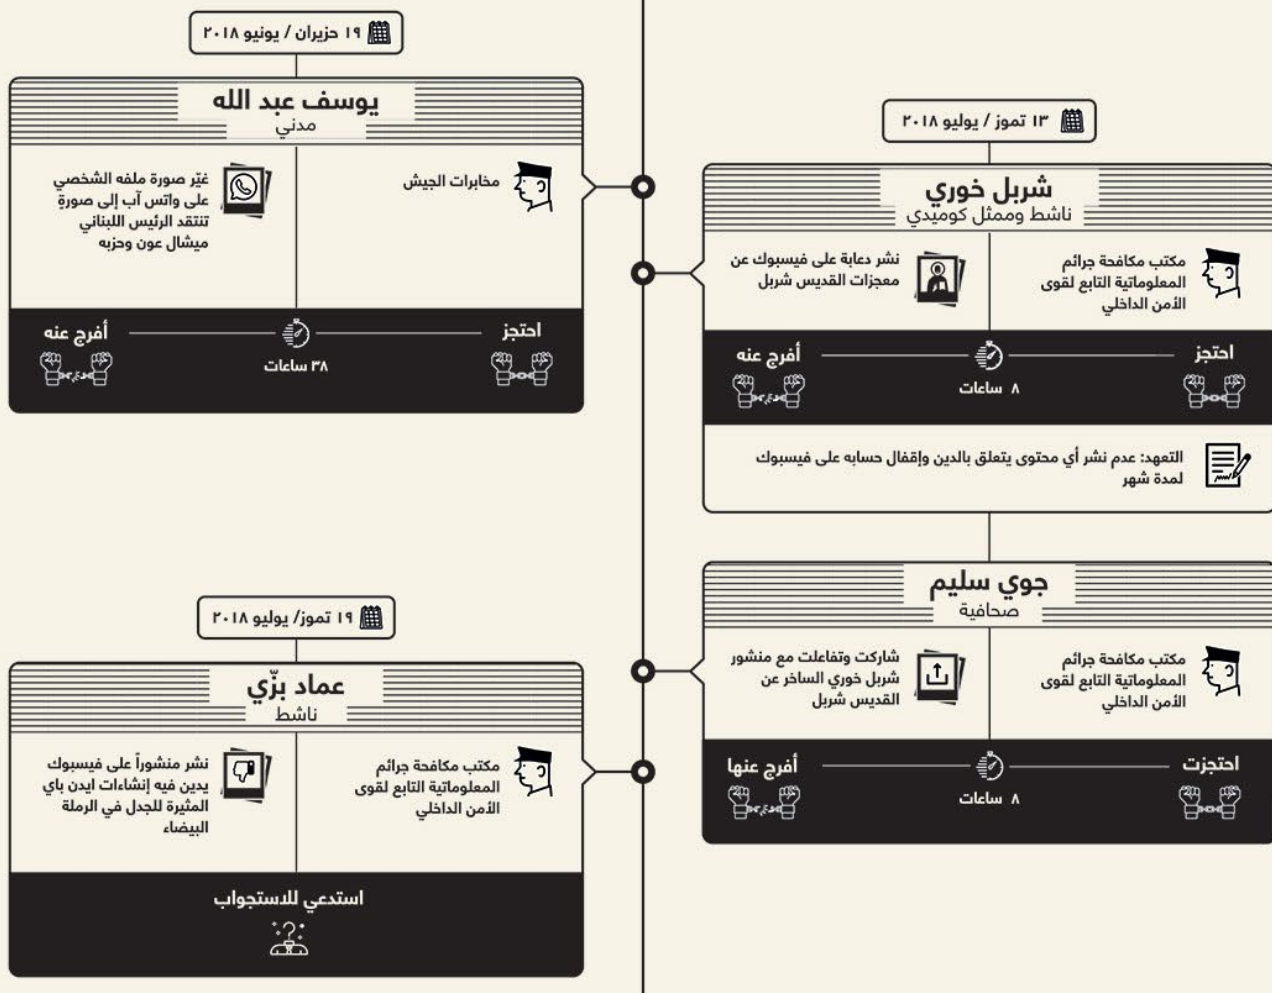 ١٩ حزيران / يونيو ٢٠١٨
يوسف عبد الله
مدني
مخابرات الجيش
غيّر صورة ملفه الشخصي
على واتس آب إلى صورةٍ
تنتقد الرئيس اللبناني
ميشال عون وحزبه
احتجز
أفرج عنه
٣٨ ساعات
١٣ تموز / يوليو ٢٠١٨
شربل خوري
ناشط وممثل كوميدي
مكتب مكافحة جرائم
المعلوماتية التابع لقوى
الأمن الداخلي
نشر دعابة على فيسبوك عن
معجزات القديس شربل
احتجز
أفرج عنه
٨ ساعات
التعهد: عدم نشر أي محتوى يتعلق بالدين وإقفال حسابه على فيسبوك
لمدة شهر
جوي سليم
صحافية
مكتب مكافحة جرائم
المعلوماتية التابع لقوى
الأمن الداخلي
شاركت وتفاعلت مع منشور
شربل خوري الساخر عن
القديس شربل
احتجزت
أفرج عنها
٨ ساعات
١٩ تموز/ يوليو ٢٠١٨
عماد بزّي
ناشط
مكتب مكافحة جرائم
المعلوماتية التابع لقوى
الأمن الداخلي
نشر منشوراً على فيسبوك
يدين فيه إنشاءات ايدن باي
المثيرة للجدل في الرملة
البيضاء
استدعي للاستجواب